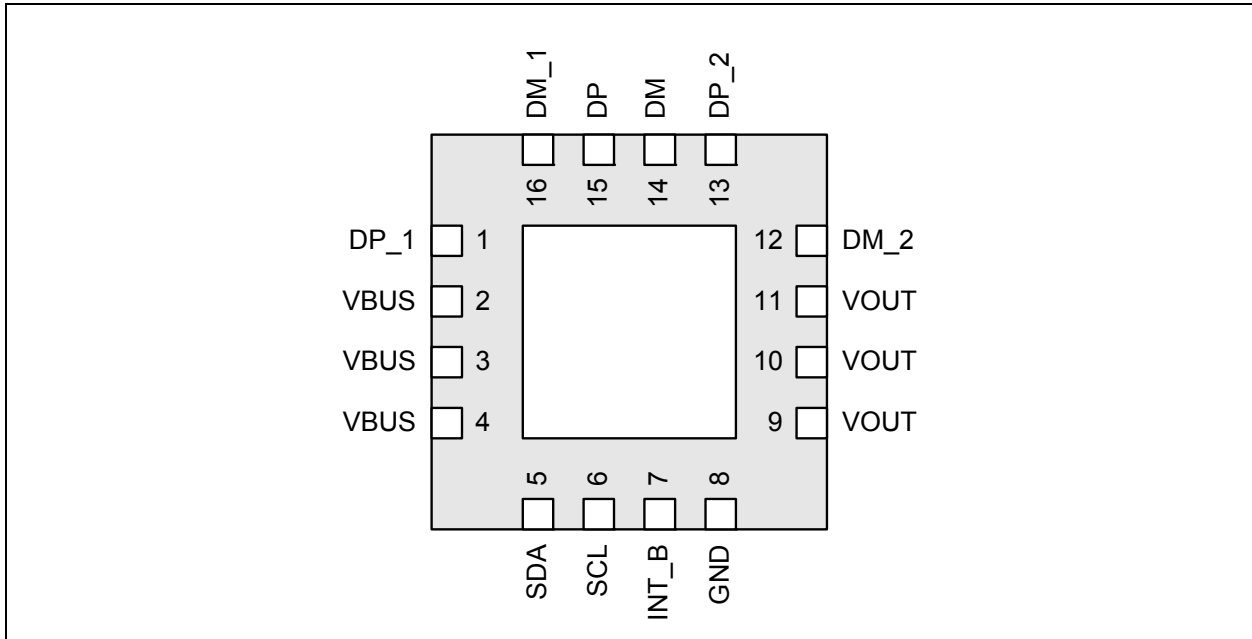 DM_1 DP DM DP_2
16 15 14 13
DP_1 1 12 DM_2
VBUS 2 11 VOUT
VBUS 3 10 VOUT
VBUS 4 9 VOUT
5 6 7 8
SDA SCL INT_B GND